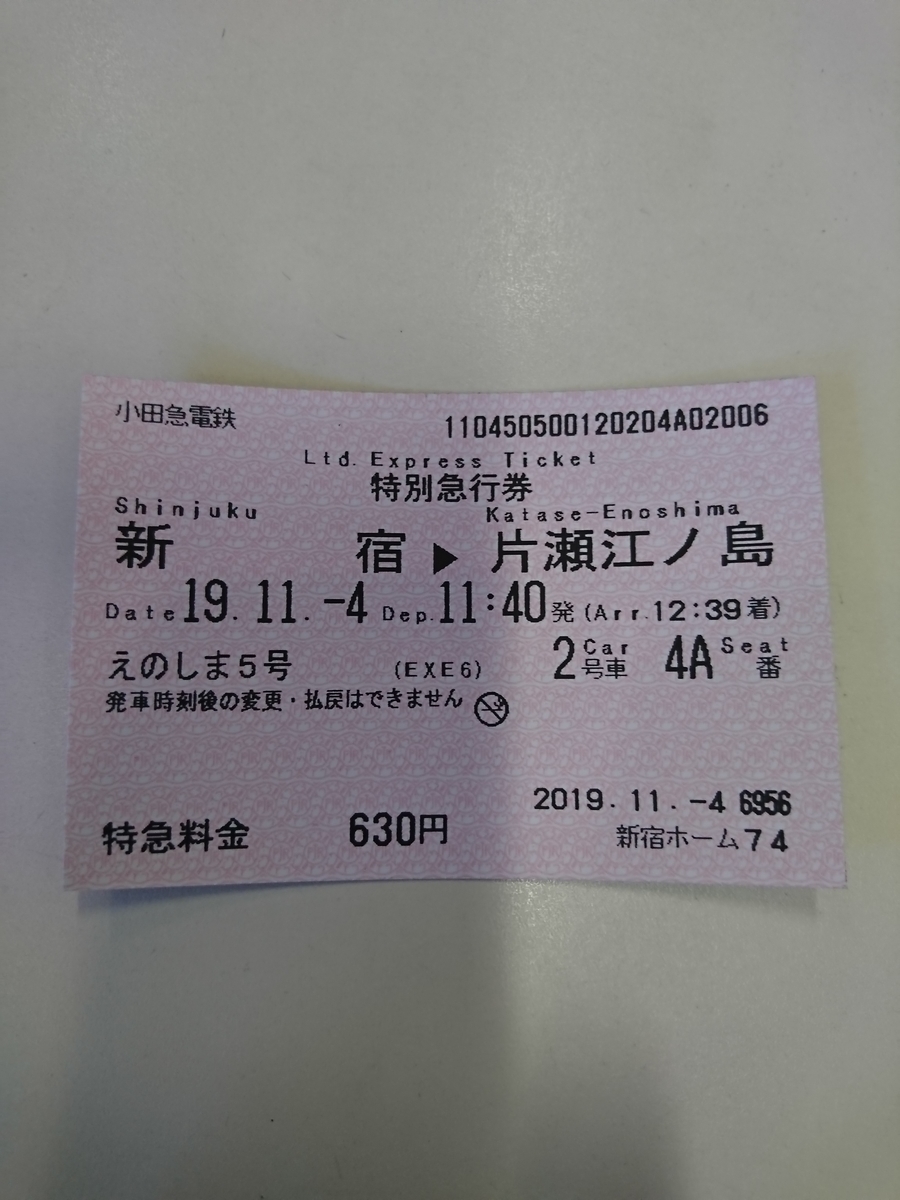 小田急電鉄 110450500120204A02006
Ltd. Express Ticket
特別急行券
Shinjuku Katase-Enoshima
新宿▶片瀬江ノ島
Date 19.11.-4 Dep.11:40発(Arr.12:39着)
えのしま5号 (EXE6) 2 Car 号車 4A Seat 番
発車時刻後の変更・払戻はできません
2019.11.-4 6956
特急料金 630円 新宿ホーム74